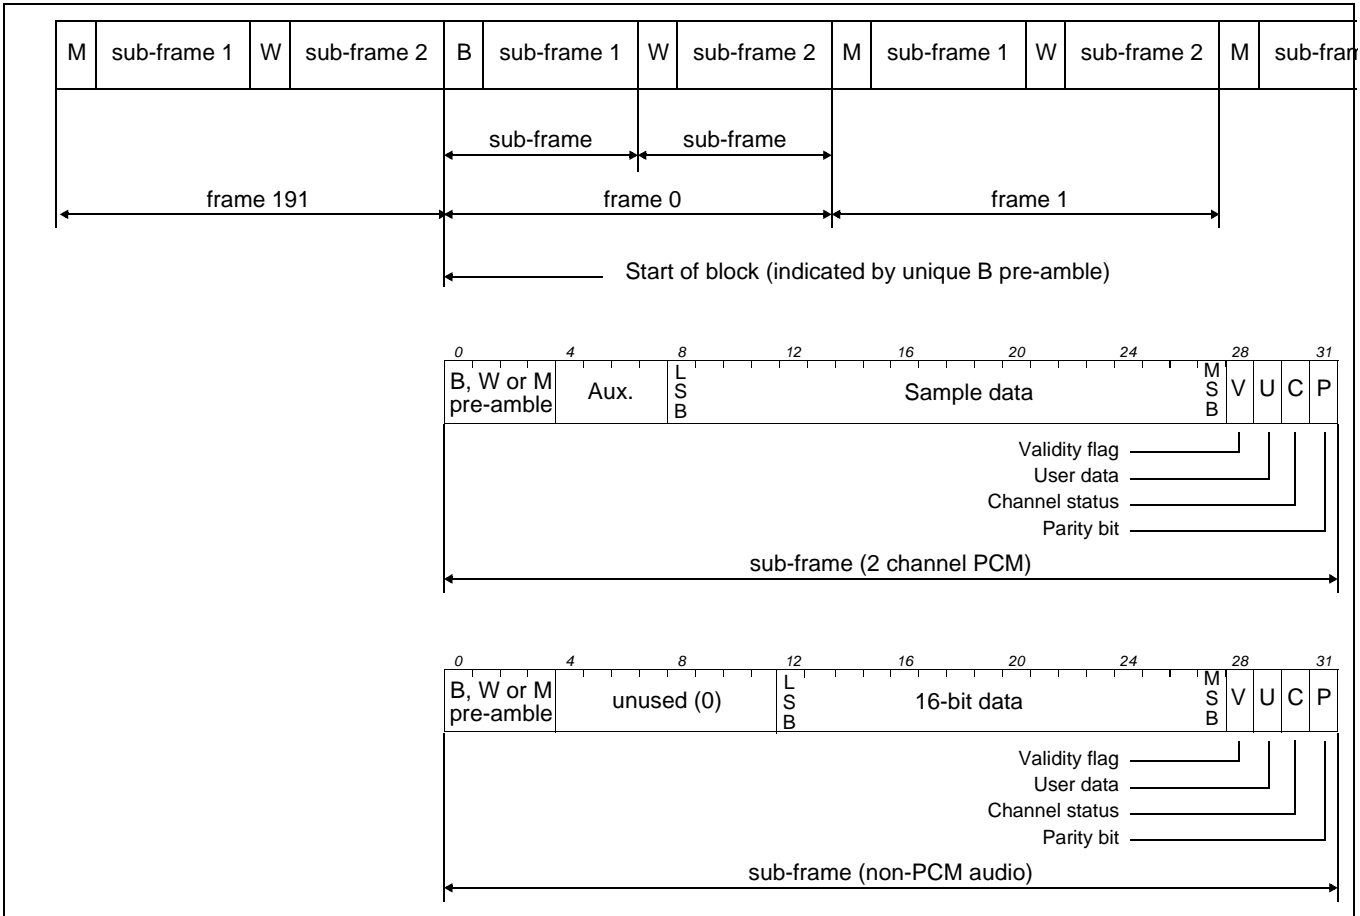 M sub-frame 1 W sub-frame 2 B sub-frame 1 W sub-frame 2 M sub-frame 1 W sub-frame 2 M sub-fram
sub-frame sub-frame
frame 191 frame 0 frame 1
Start of block (indicated by unique B pre-amble)
0 4 8 12 16 20 24 28 31
B, W or M
pre-amble
Aux.
LSB
Sample data
MSB
V U C P
Validity flag
User data
Channel status
Parity bit
sub-frame (2 channel PCM)
0 4 8 12 16 20 24 28 31
B, W or M
pre-amble
unused (0)
LSB
16-bit data
MSB
V U C P
Validity flag
User data
Channel status
Parity bit
sub-frame (non-PCM audio)